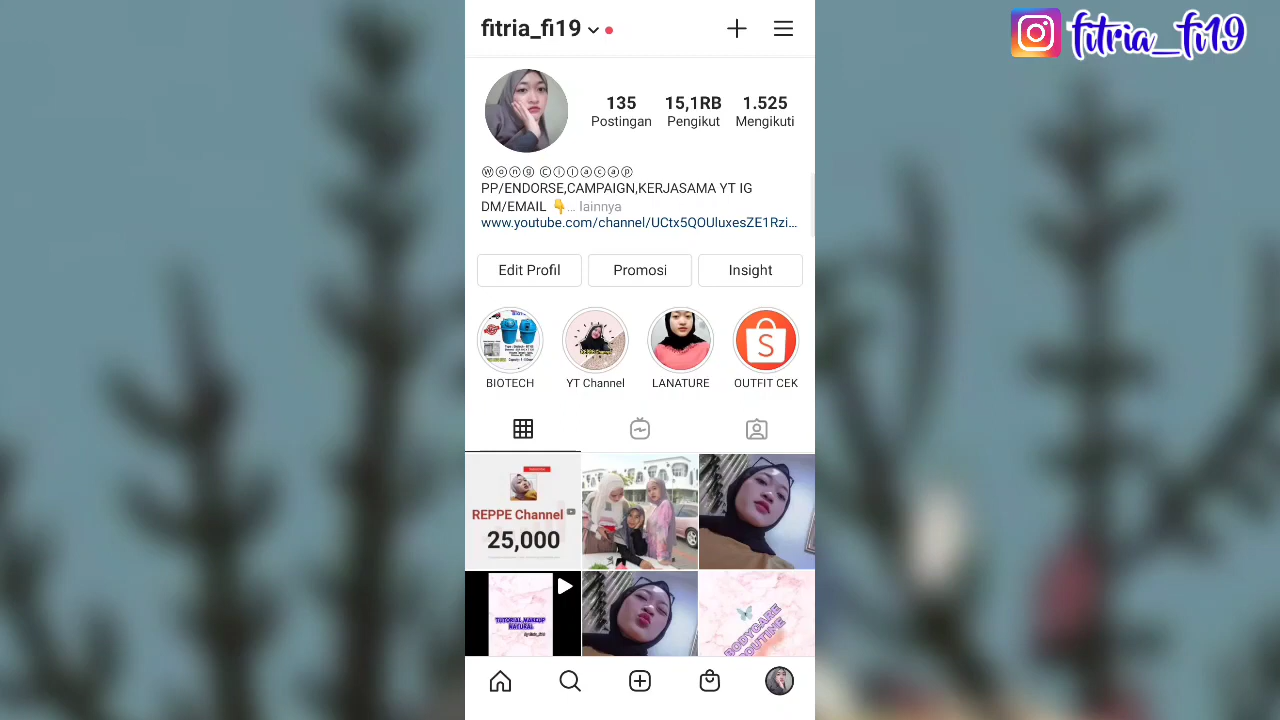 fitria_fi19
fitria_fi19
135
Postingan
15,1RB
Pengikut
1.525
Mengikuti
Ⓦⓞⓝⓖ ⓒⓘⓛⓐⓒⓐⓟ
PP/ENDORSE,CAMPAIGN,KERJASAMA YT IG
DM/EMAIL 👇... lainnya
www.youtube.com/channel/UCtx5QOUluxesZE1Rzi...
Edit Profil
Promosi
Insight
BIOTECH
YT Channel
LANATURE
OUTFIT CEK
REPPE Channel
25,000
TUTORIAL MAKEUP
NATURAL
BODYCARE
ROUTINE